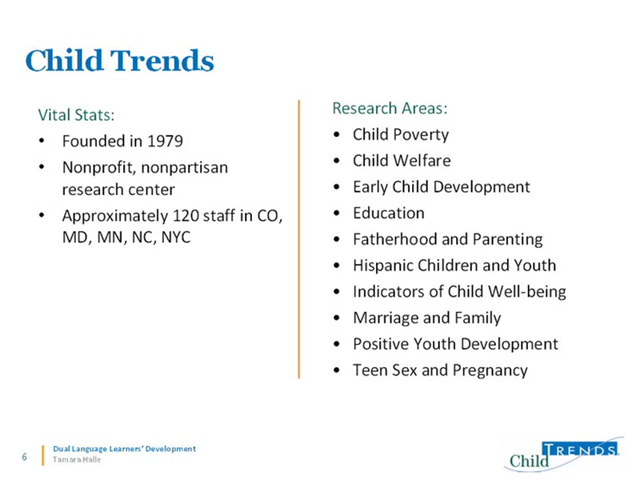 Child Trends
Vital Stats:
• Founded in 1979
• Nonprofit, nonpartisan
research center
• Approximately 120 staff in CO,
MD, MN, NC, NYC
Research Areas:
• Child Poverty
• Child Welfare
• Early Child Development
• Education
• Fatherhood and Parenting
• Hispanic Children and Youth
• Indicators of Child Well-being
• Marriage and Family
• Positive Youth Development
• Teen Sex and Pregnancy
6
Dual Language Learners' Development
Tamara Halle
Child TRENDS